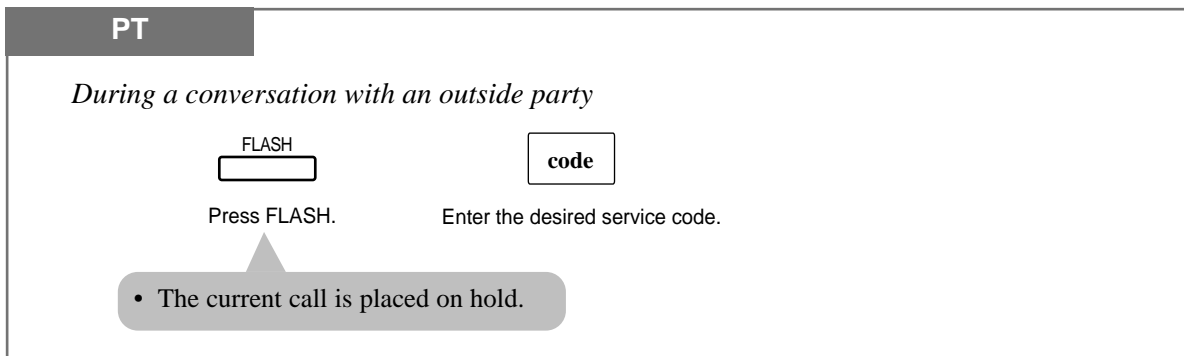 PT
During a conversation with an outside party
FLASH
code
Press FLASH.
Enter the desired service code.
• The current call is placed on hold.